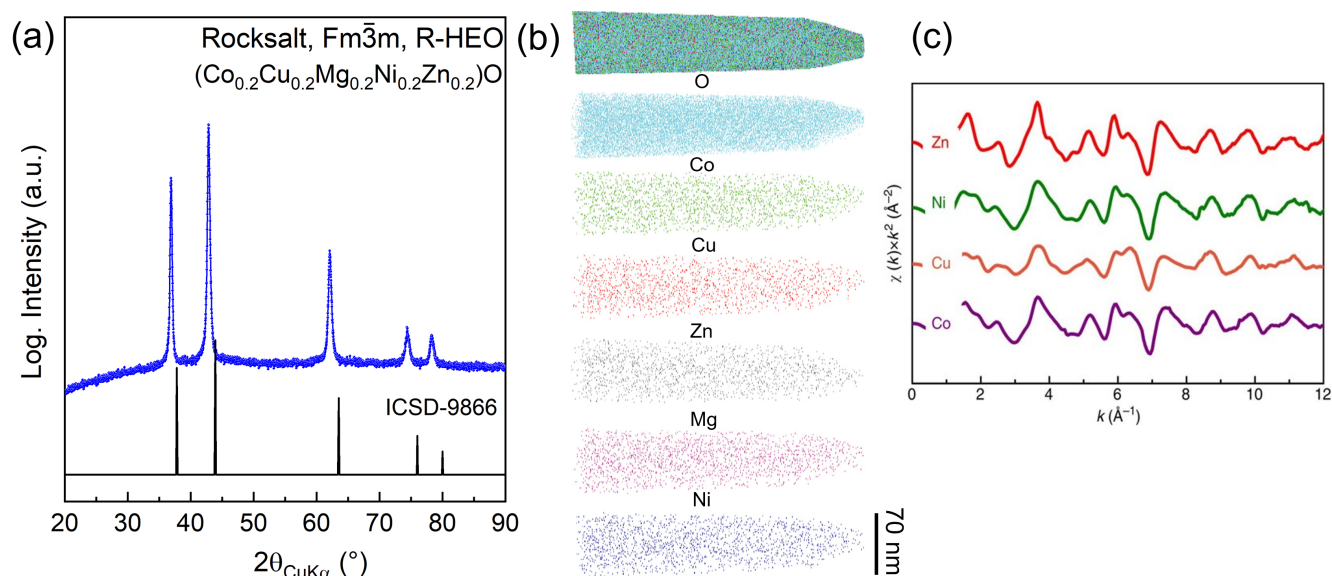 (a)
Rocksalt, Fm3̅m, R-HEO
(Co0.2Cu0.2Mg0.2Ni0.2Zn0.2)O
Log. Intensity (a.u.)
ICSD-9866
20 30 40 50 60 70 80 90
2θCuKα (°)
(b)
O
Co
Cu
Zn
Mg
Ni
70 nm
(c)
Zn
Ni
Cu
Co
χ (k)×k² (Å⁻²)
0 2 4 6 8 10 12
k (Å⁻¹)